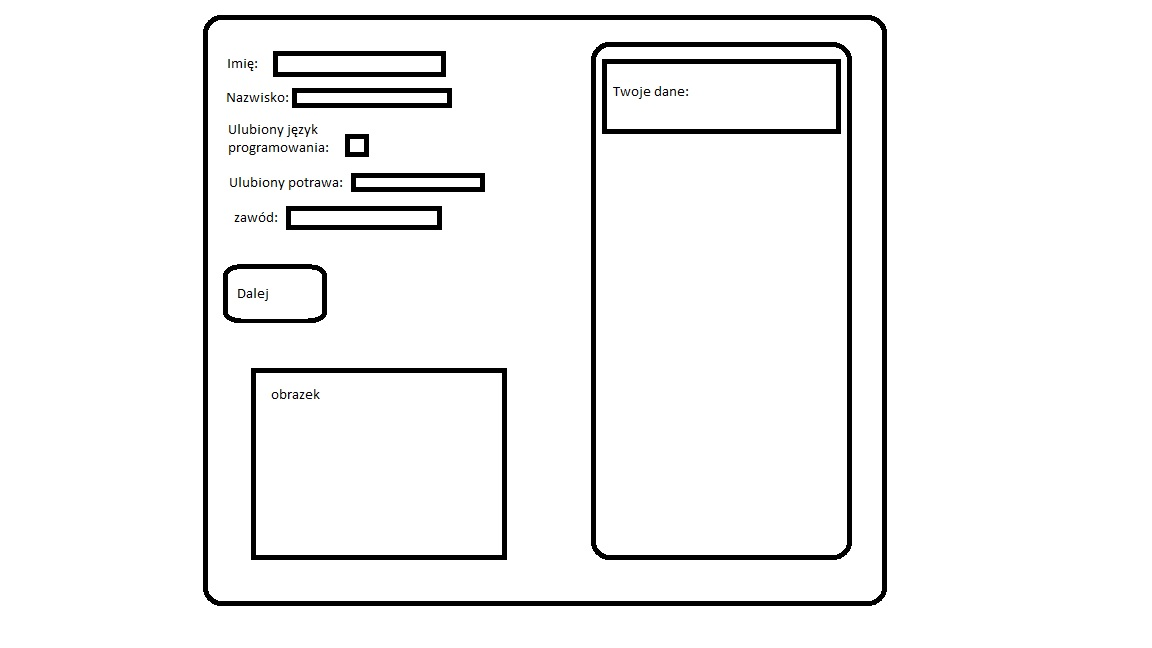 Imię:
Nazwisko:
Ulubiony język
programowania:
Ulubiony potrawa:
zawód:
Dalej
obrazek
Twoje dane: